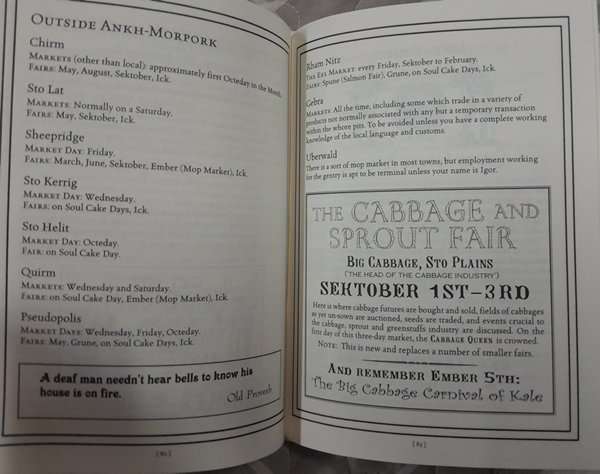 OUTSIDE ANKH-MORPORK
Chirm
MARKETS (other than local): approximately first Octeday in the Month.
FAIRS: May, August, Sektober, Ick.
Sto Lat
MARKETS: Normally on a Saturday.
FAIRS: May, Sektober, Ick.
Sheepridge
MARKET DAY: Friday.
FAIRS: March, June, Sektober, Ember (Mop Market), Ick.
Sto Kerrig
MARKET DAY: Wednesday.
FAIRS: on Soul Cake Days, Ick.
Sto Helit
MARKET DAY: Octeday.
FAIR: on Soul Cake Day.
Quirm
MARKETS: Wednesday and Saturday.
FAIR: on Soul Cake Day, Ember (Mop Market), Ick.
Pseudopolis
MARKET DAYS: Wednesday, Friday, Octeday.
FAIRS: May, Grune, on Soul Cake Day, Ick.
A deaf man needn't hear bells to know his
house is on fire.
Old Proverb
Jlham Nitz
THE EEL MARKET: every Friday, Sektober to February.
FAIRS: Spune (Salmon Fair), Grune, on Soul Cake Days, Ick.
Gebra
MARKETS: All the time, including some which trade in a variety of
products not normally associated with any but a temporary transaction
within the whore pits. To be avoided unless you have a complete working
knowledge of the local language and customs.
Uberwald
There is a sort of mop market in most towns, but employment working
for the gentry is apt to be terminal unless your name is Igor.
THE CABBAGE AND
SPROUT FAIR
BIG CABBAGE, STO PLAINS
('THE HEAD OF THE CABBAGE INDUSTRY')
SEKTOBER 1ST–3RD
Here is where cabbage futures are bought and sold, fields of cabbages
as yet un-sown are auctioned, seeds are traded, and events crucial to
the cabbage, sprout and greenstuffs industry are discussed. On the
first day of this three-day market, the CABBAGE QUEEN is crowned.
NOTE: This is new and replaces a number of smaller fairs.
AND REMEMBER EMBER 5TH:
The Big Cabbage Carnival of Kale